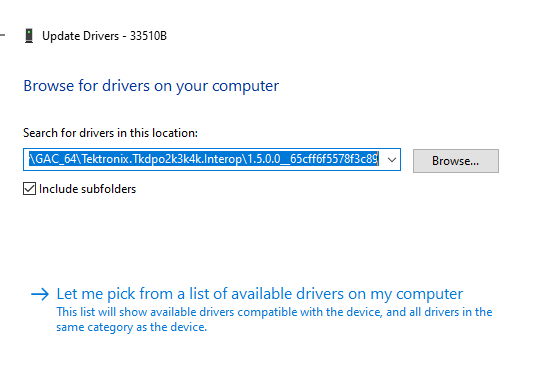 Update Drivers - 33510B
Browse for drivers on your computer
Search for drivers in this location:
\GAC_64\Tektronix.Tkdpo2k3k4k.Interop\1.5.0.0__65cff6f5578f3c89
Browse...
Include subfolders
Let me pick from a list of available drivers on my computer
This list will show available drivers compatible with the device, and all drivers in the
same category as the device.